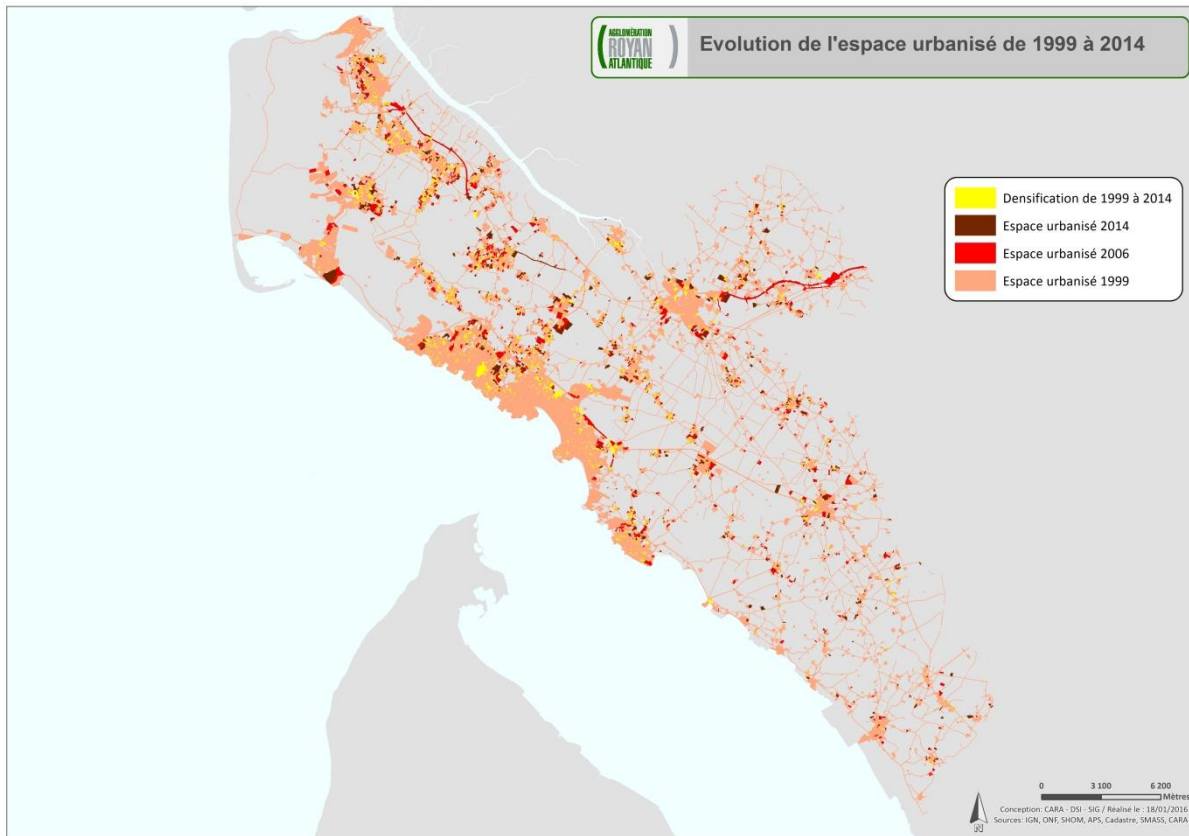 AGGLOMÉRATION
ROYAN
ATLANTIQUE
Evolution de l'espace urbanisé de 1999 à 2014
Densification de 1999 à 2014
Espace urbanisé 2014
Espace urbanisé 2006
Espace urbanisé 1999
0 3 100 6 200
Mètres
Conception: CARA - DSI - SIG / Réalisé le : 18/01/2016
Sources: IGN, ONF, SHOM, APS, Cadastre, SMASS, CARA
N